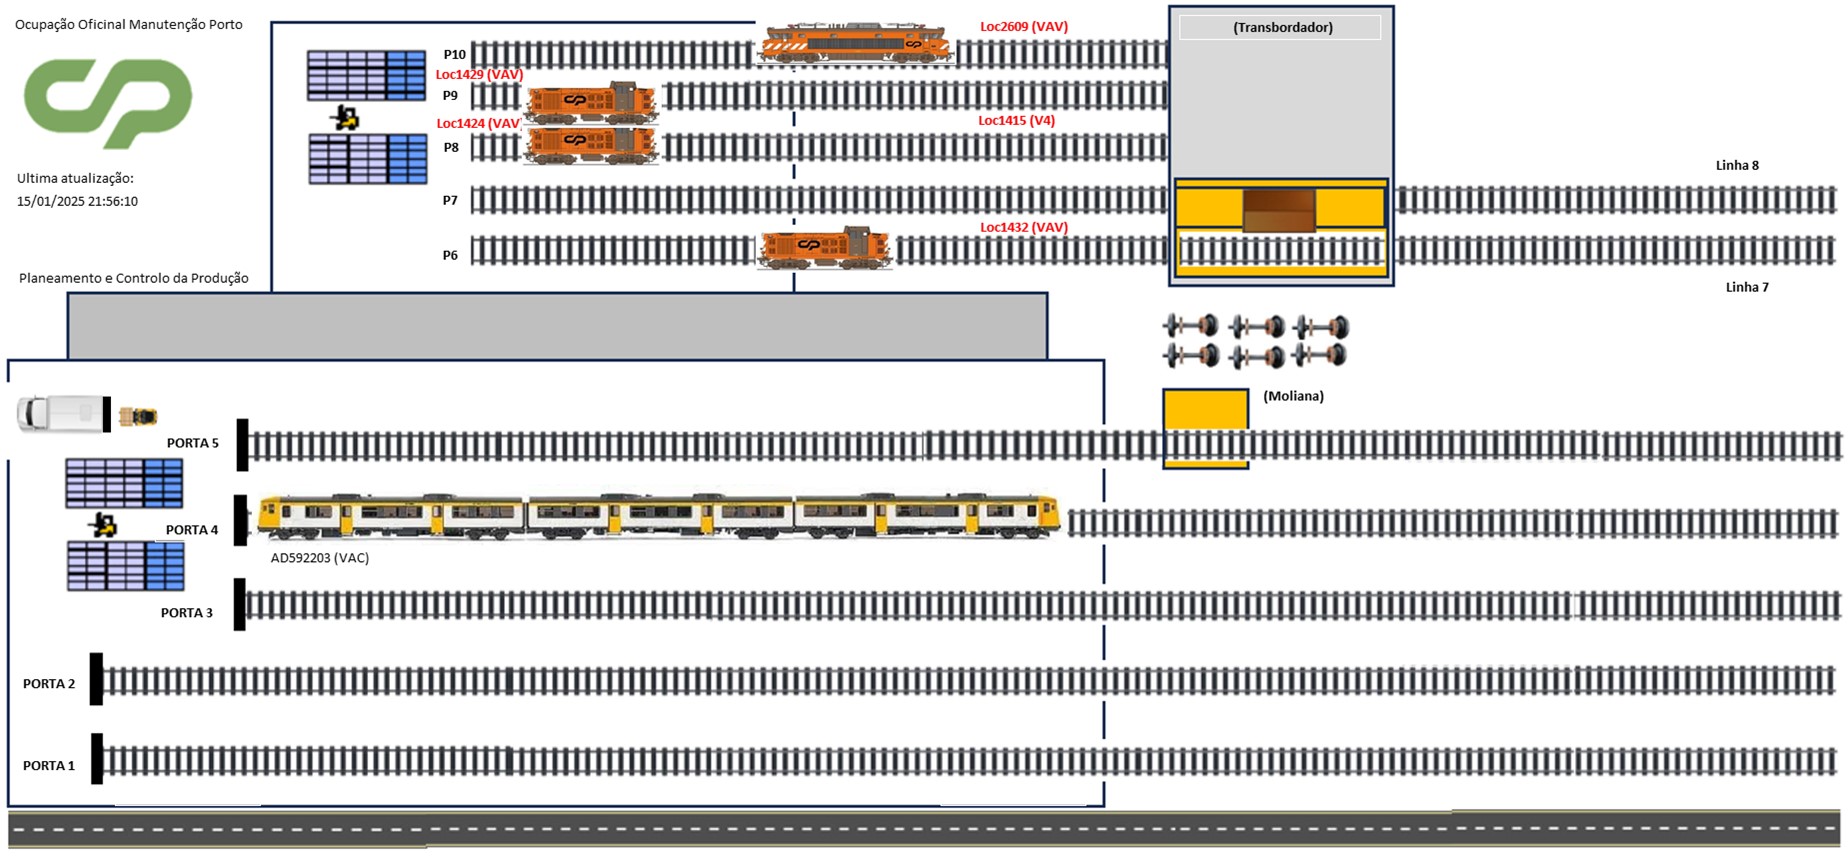 Ocupação Oficinal Manutenção Porto
Ultima atualização:
15/01/2025 21:56:10
Planeamento e Controlo da Produção
P10
Loc2609 (VAV)
(Transbordador)
Loc1429 (VAV)
P9
Loc1424 (VAV
Loc1415 (V4)
P8
P7
Linha 8
Loc1432 (VAV)
P6
Linha 7
(Moliana)
PORTA 5
PORTA 4
AD592203 (VAC)
PORTA 3
PORTA 2
PORTA 1